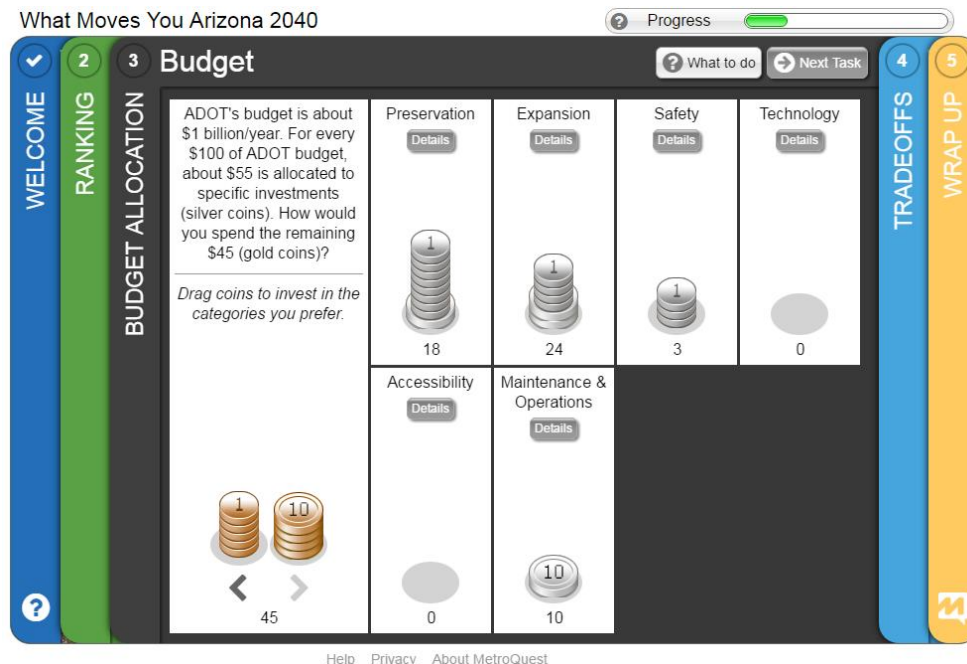 What Moves You Arizona 2040
? Progress
WELCOME
?
2
RANKING
3
BUDGET ALLOCATION
Budget
? What to do
Next Task
ADOT's budget is about
$1 billion/year. For every
$100 of ADOT budget,
about $55 is allocated to
specific investments
(silver coins). How would
you spend the remaining
$45 (gold coins)?
Drag coins to invest in the
categories you prefer.
1
10
45
Preservation
Details
1
18
Expansion
Details
1
24
Safety
Details
1
3
Technology
Details
0
Accessibility
Details
0
Maintenance &
Operations
Details
10
10
4
TRADEOFFS
5
WRAP UP
Help Privacy About MetroQuest